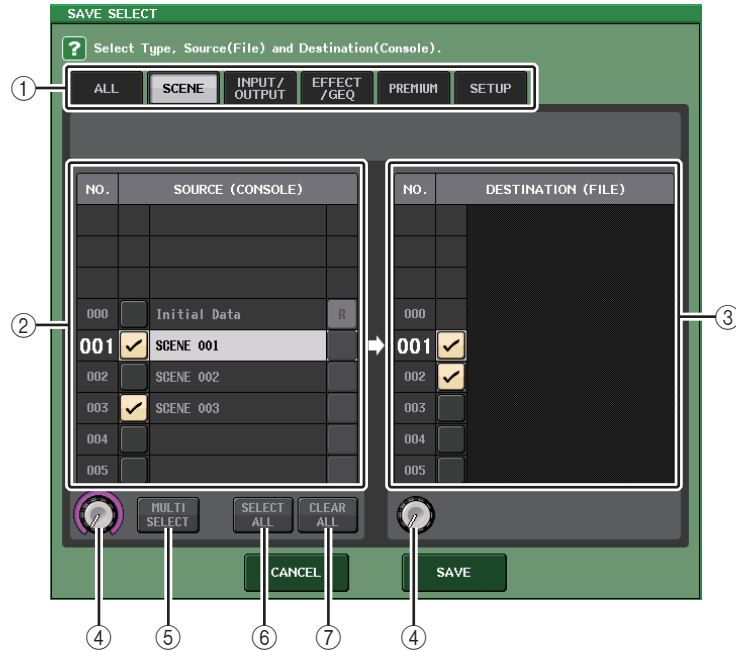 SAVE SELECT
? Select Type, Source(File) and Destination(Console).
① ALL SCENE INPUT/OUTPUT EFFECT/GEQ PREMIUM SETUP
NO. SOURCE (CONSOLE) NO. DESTINATION (FILE)
② 000 Initial Data R 000 ③
001 SCENE 001 001
002 SCENE 002 002
003 SCENE 003 003
004 004
005 005
MULTI SELECT SELECT ALL CLEAR ALL
CANCEL SAVE
④ ⑤ ⑥ ⑦ ④